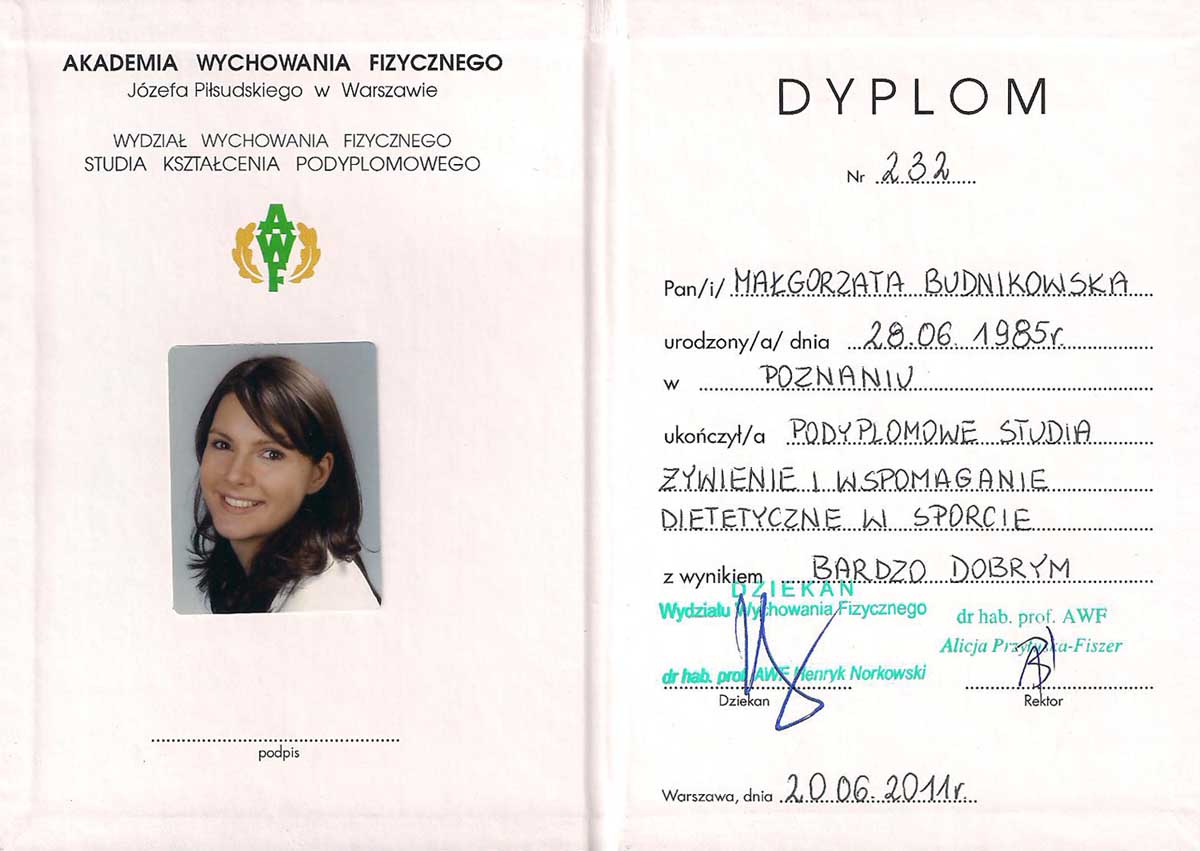 AKADEMIA WYCHOWANIA FIZYCZNEGO
Józefa Piłsudskiego w Warszawie
WYDZIAŁ WYCHOWANIA FIZYCZNEGO
STUDIA KSZTAŁCENIA PODYPLOMOWEGO
AWF
podpis
DYPLOM
Nr 232
Pan/i/ MAŁGORZATA BUDNIKOWSKA
urodzony/a/ dnia 28.06.1985r.
w POZNANIU
ukończył/a PODYPLOMOWE STUDIA
ŻYWIENIE I WSPOMAGANIE
DIETETYCZNE W SPORCIE
z wynikiem BARDZO DOBRYM
DZIEKAN
Wydziału Wychowania Fizycznego
dr hab. prof. AWF Henryk Norkowski
Dziekan
dr hab. prof. AWF
Alicja Przyłuska-Fiszer
Rektor
Warszawa, dnia 20.06.2011r.